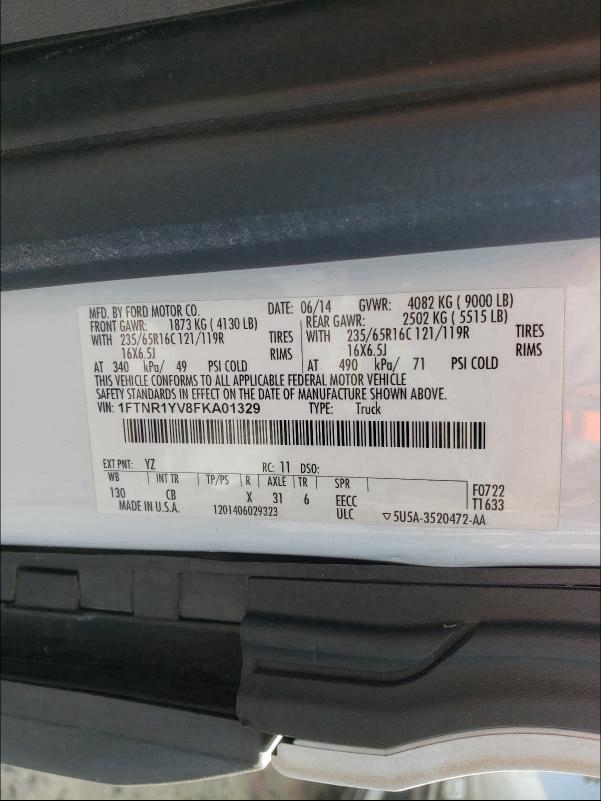 MFD. BY FORD MOTOR CO. DATE: 06/14 GVWR: 4082 KG ( 9000 LB)
FRONT GAWR: 1873 KG ( 4130 LB) REAR GAWR: 2502 KG ( 5515 LB)
WITH 235/65R16C 121/119R TIRES WITH 235/65R16C 121/119R TIRES
16X6.5J RIMS 16X6.5J RIMS
AT 340 kPa/ 49 PSI COLD AT 490 kPa/ 71 PSI COLD
THIS VEHICLE CONFORMS TO ALL APPLICABLE FEDERAL MOTOR VEHICLE
SAFETY STANDARDS IN EFFECT ON THE DATE OF MANUFACTURE SHOWN ABOVE.
VIN: 1FTNR1YV8FKA01329 TYPE: Truck
EXT PNT: YZ RC: 11 DSO:
WB INT TR TP/PS R AXLE TR SPR
130 CB X 31 6 EECC F0722
MADE IN U.S.A. 1201406029323 ULC ▽5U5A-3520472-AA T1633